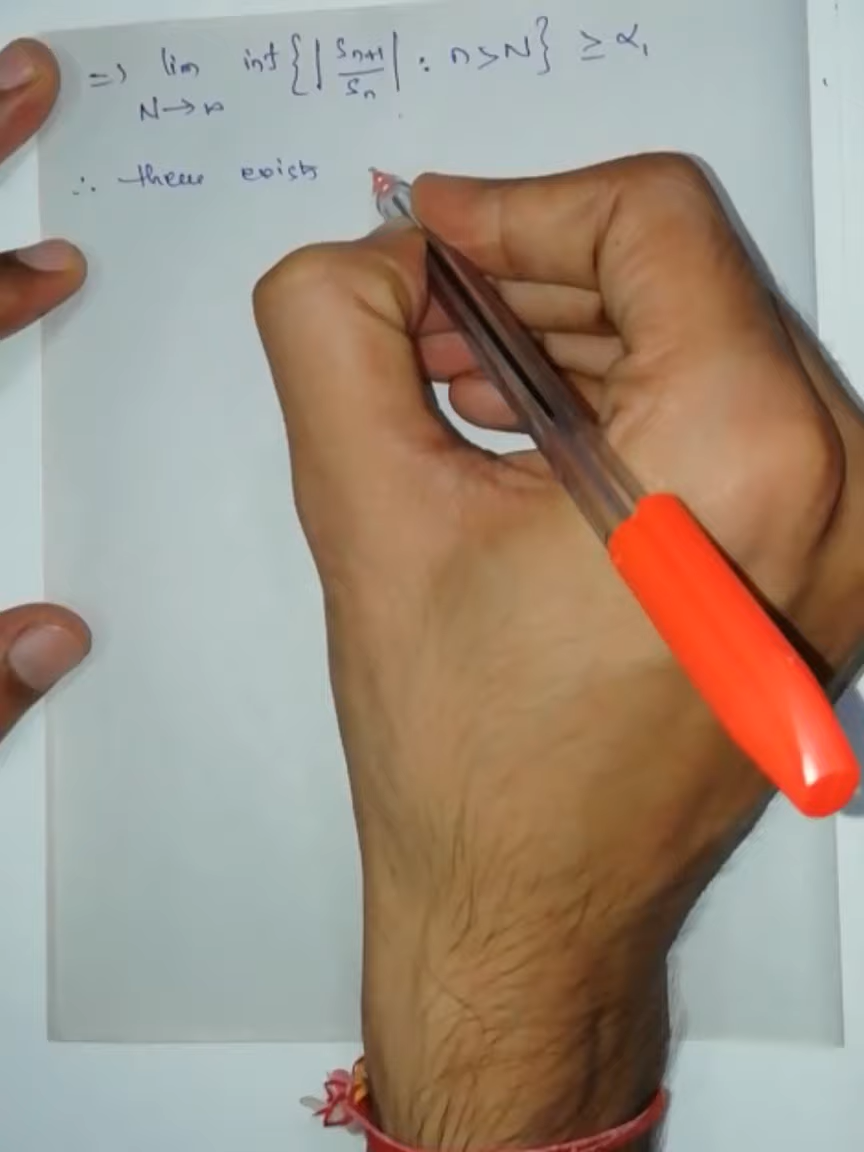 => lim inf { | Sn+1 / Sn | : n > N } ≥ α1
N→∞
∴ there exists